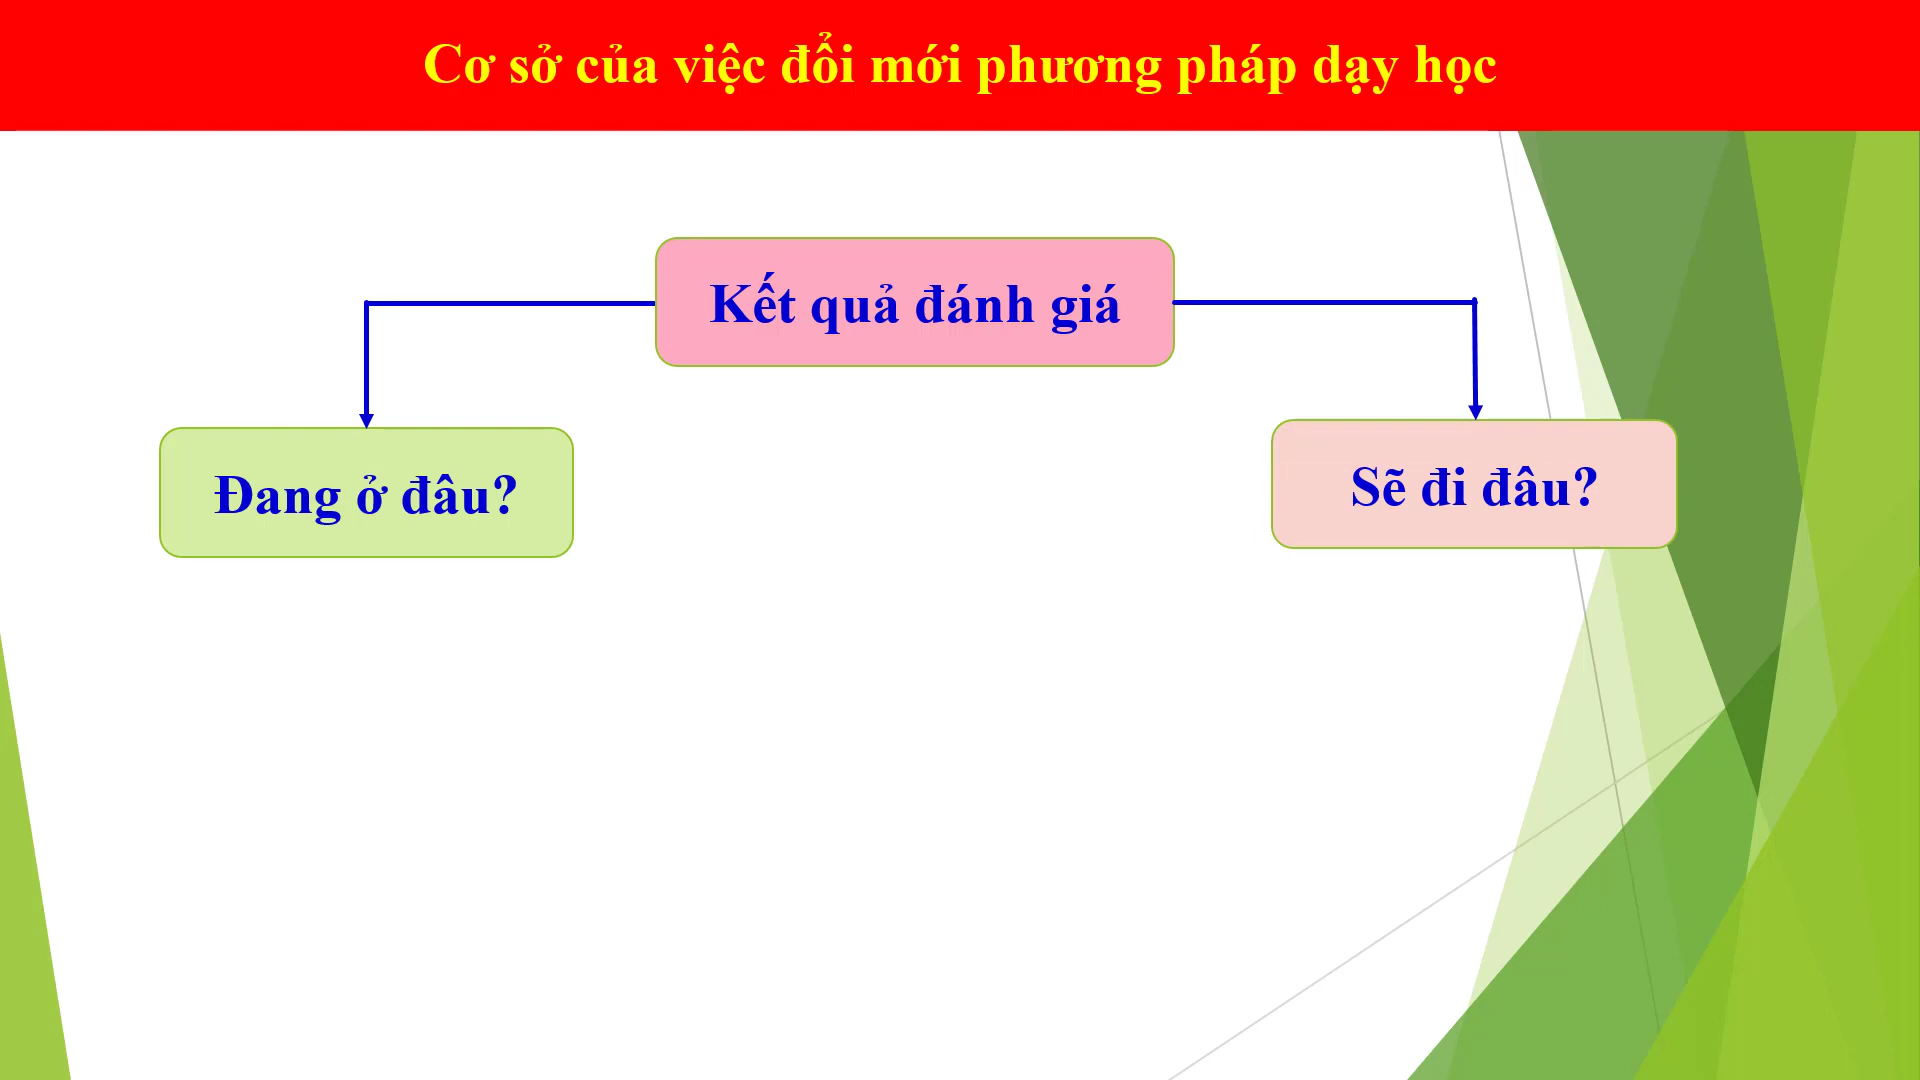 Cơ sở của việc đổi mới phương pháp dạy học
Kết quả đánh giá
Đang ở đâu?
Sẽ đi đâu?